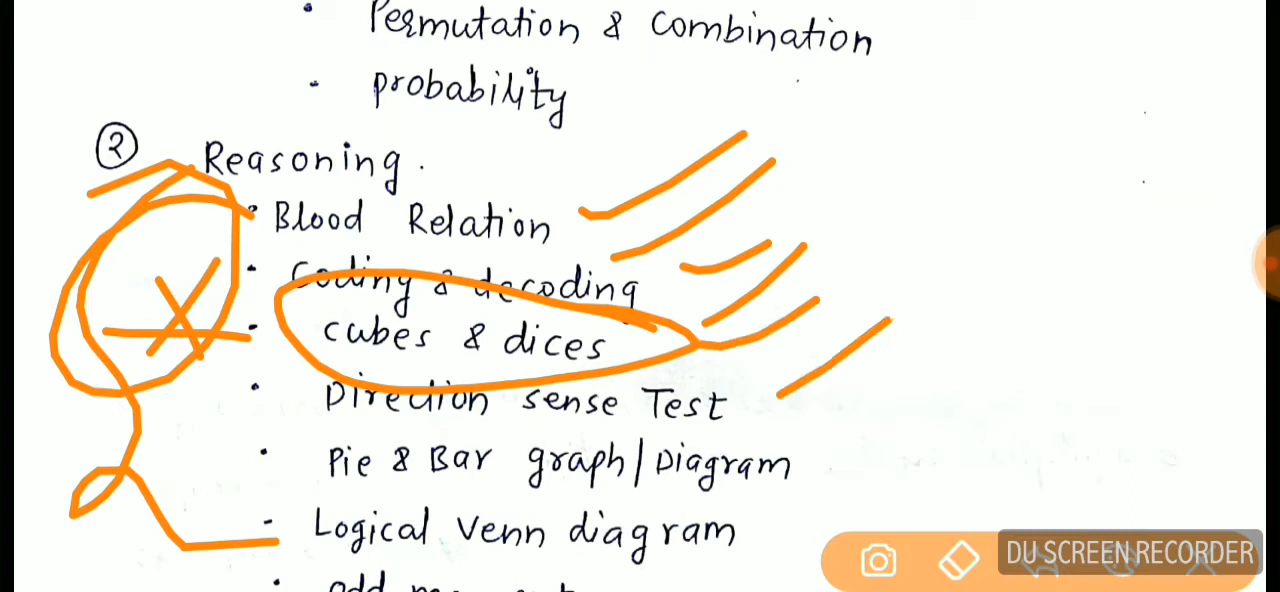 • Permutation & Combination
- probability
② Reasoning.
• Blood Relation
• Coding & decoding
- cubes & dices
• Direction sense Test
• Pie & Bar graph/Diagram
- Logical Venn diagram
• odd
DU SCREEN RECORDER